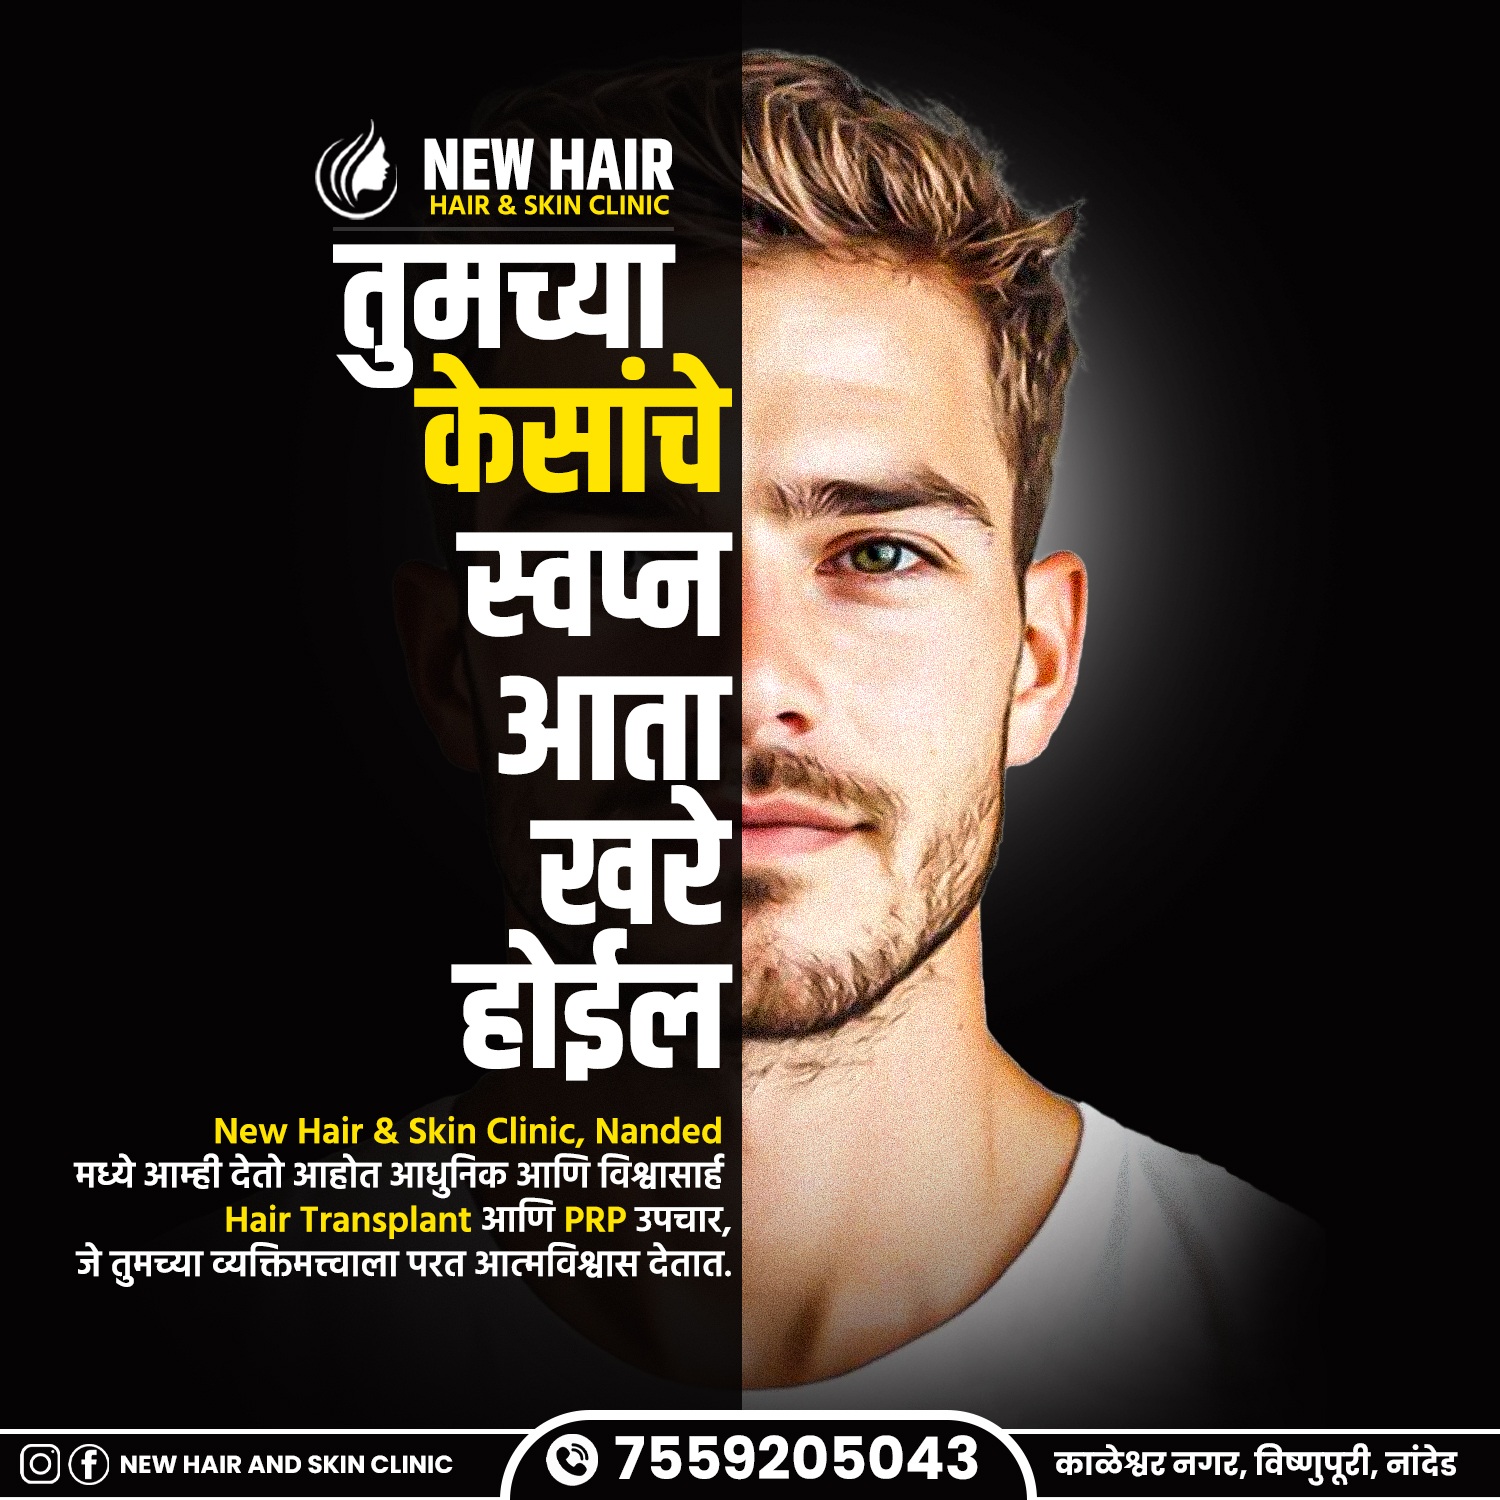 NEW HAIR
HAIR & SKIN CLINIC
तुमच्या
केसांचे
स्वप्न
आता
खरे
होईल
New Hair & Skin Clinic, Nanded
मध्ये आम्ही देतो आहोत आधुनिक आणि विश्वासार्ह
Hair Transplant आणि PRP उपचार,
जे तुमच्या व्यक्तिमत्त्वाला परत आत्मविश्वास देतात.
NEW HAIR AND SKIN CLINIC
7559205043
काळेश्वर नगर, विष्णुपूरी, नांदेड